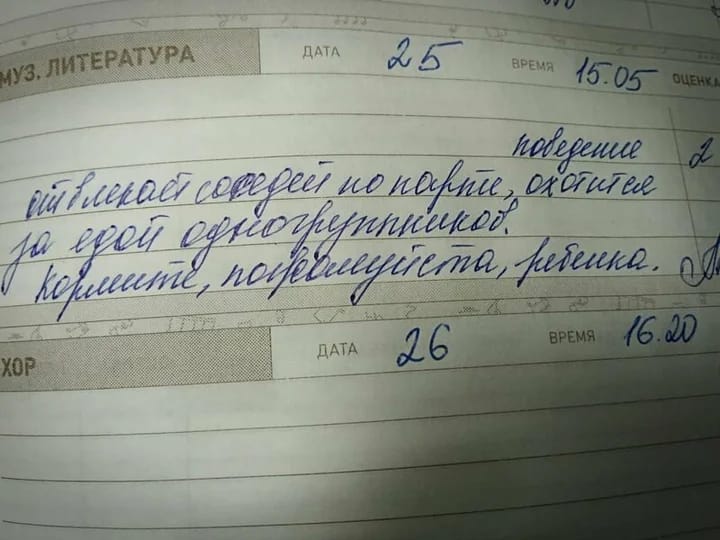 МУЗ. ЛИТЕРАТУРА ДАТА 25 ВРЕМЯ 15.05 ОЦЕНКА
поведение 2
отвлекает соседей по парте, охотится
за едой одногруппников.
Кормите, пожалуйста, ребенка.
ХОР ДАТА 26 ВРЕМЯ 16.20